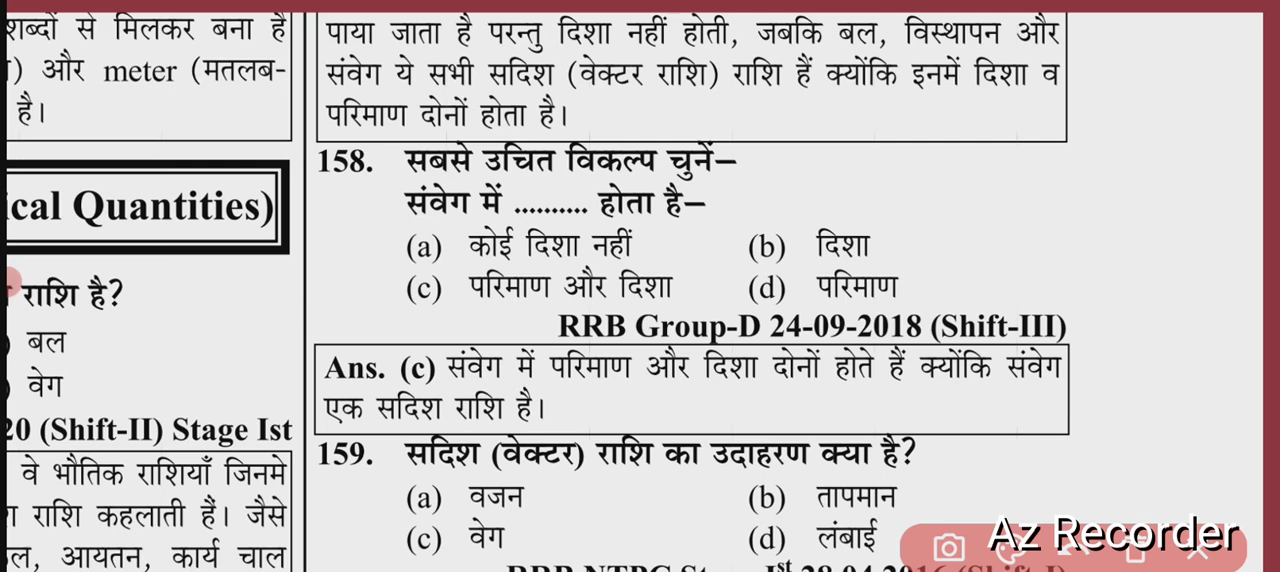 शब्दों से मिलकर बना है
) और meter (मतलब-
है।
ical Quantities)
राशि है?
बल
वेग
20 (Shift-II) Stage Ist
वे भौतिक राशियाँ जिनमे
राशि कहलाती हैं। जैसे
आयतन, कार्य चाल
पाया जाता है परन्तु दिशा नहीं होती, जबकि बल, विस्थापन और
संवेग ये सभी सदिश (वेक्टर राशि) राशि हैं क्योंकि इनमें दिशा व
परिमाण दोनों होता है।
158. सबसे उचित विकल्प चुनें–
संवेग में .......... होता है–
(a) कोई दिशा नहीं (b) दिशा
(c) परिमाण और दिशा (d) परिमाण
RRB Group-D 24-09-2018 (Shift-III)
Ans. (c) संवेग में परिमाण और दिशा दोनों होते हैं क्योंकि संवेग
एक सदिश राशि है।
159. सदिश (वेक्टर) राशि का उदाहरण क्या है?
(a) वजन (b) तापमान
(c) वेग (d) लंबाई
Az Recorder